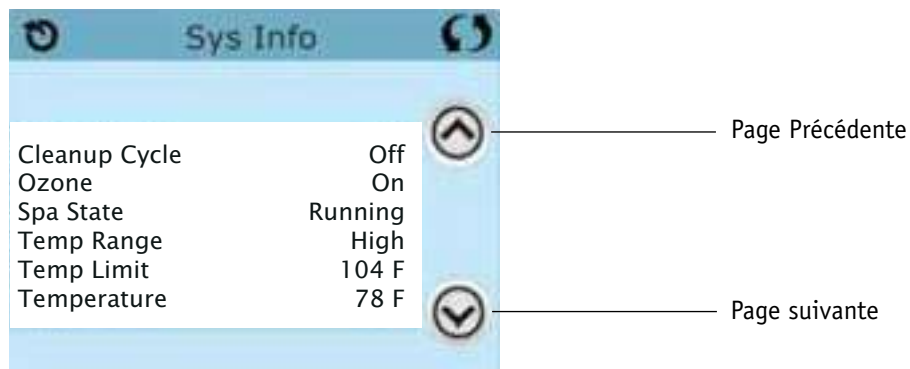 Sys Info
Page Précédente
Cleanup Cycle Off
Ozone On
Spa State Running
Temp Range High
Temp Limit 104 F
Temperature 78 F
Page suivante